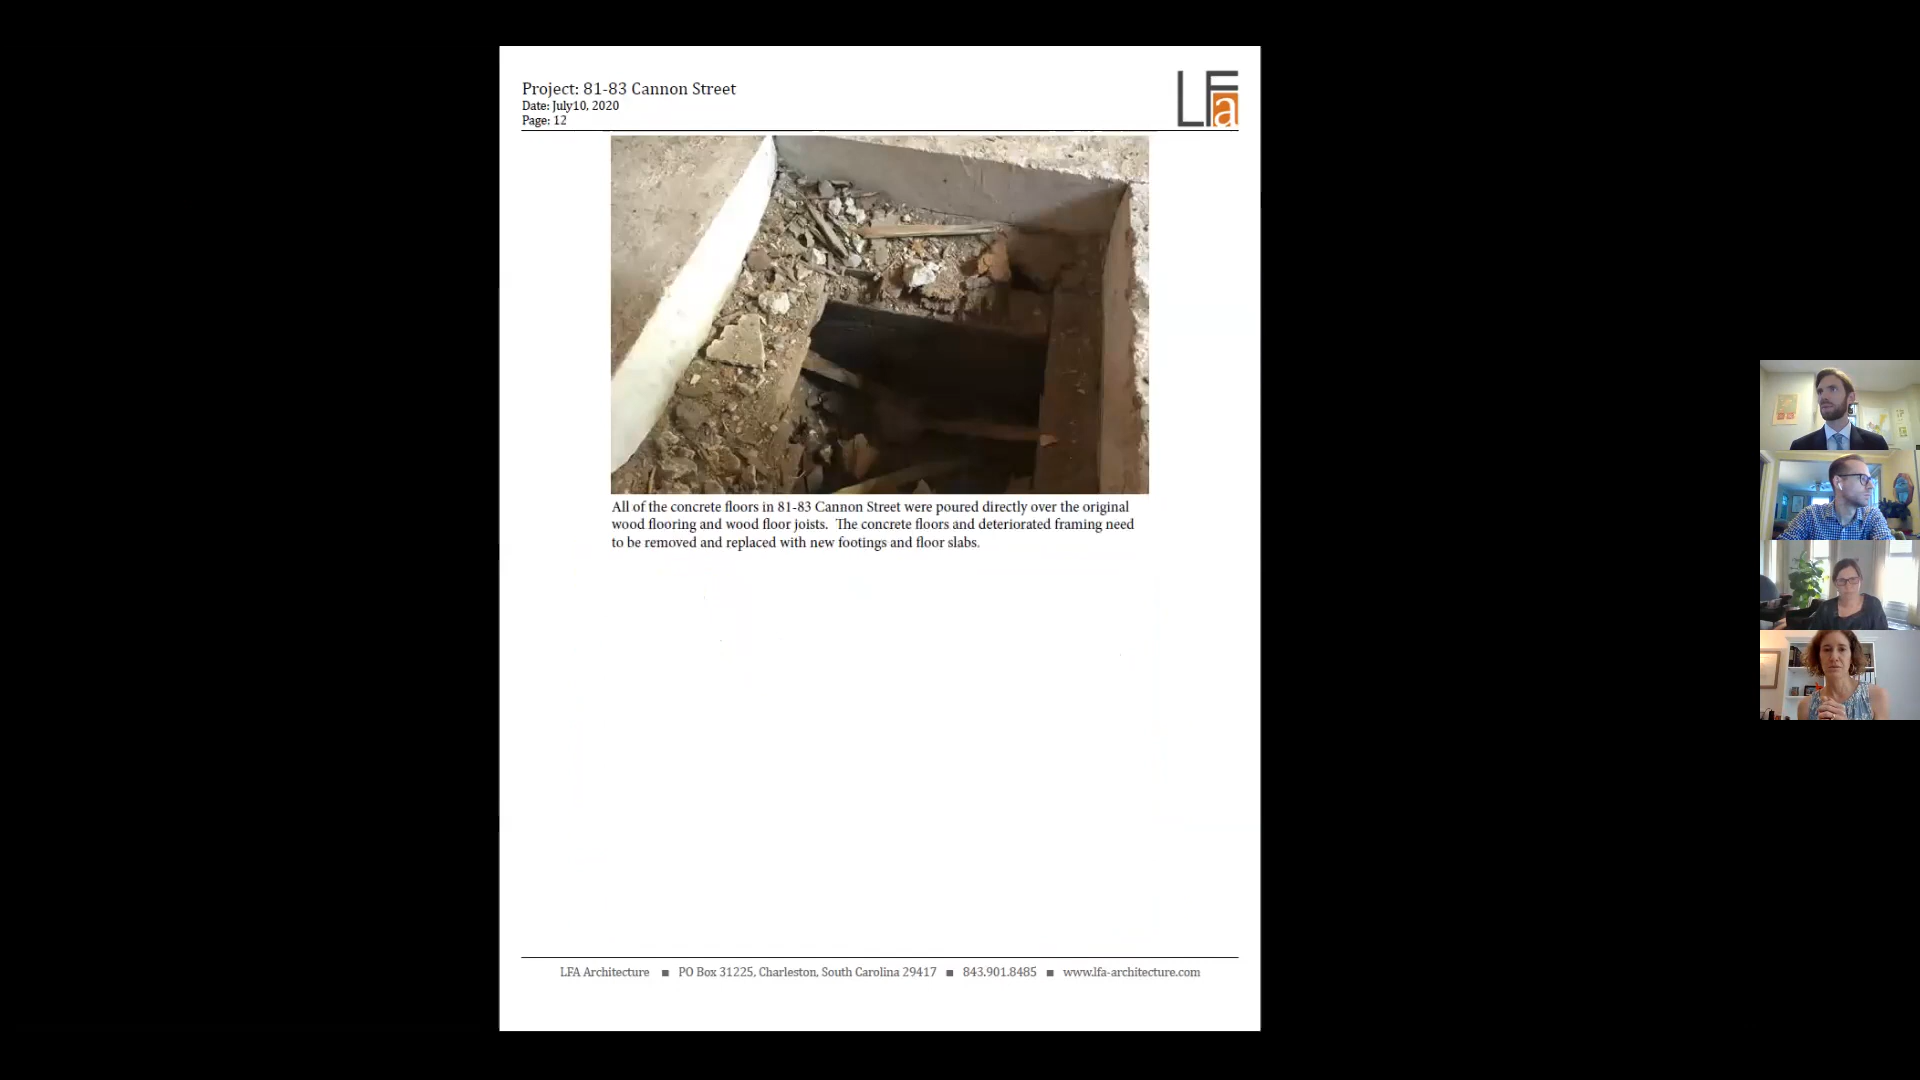 Project: 81-83 Cannon Street
Date: July10, 2020
Page: 12
LFa
All of the concrete floors in 81-83 Cannon Street were poured directly over the original
wood flooring and wood floor joists. The concrete floors and deteriorated framing need
to be removed and replaced with new footings and floor slabs.
LFA Architecture ■ PO Box 31225, Charleston, South Carolina 29417 ■ 843.901.8485 ■ www.lfa-architecture.com